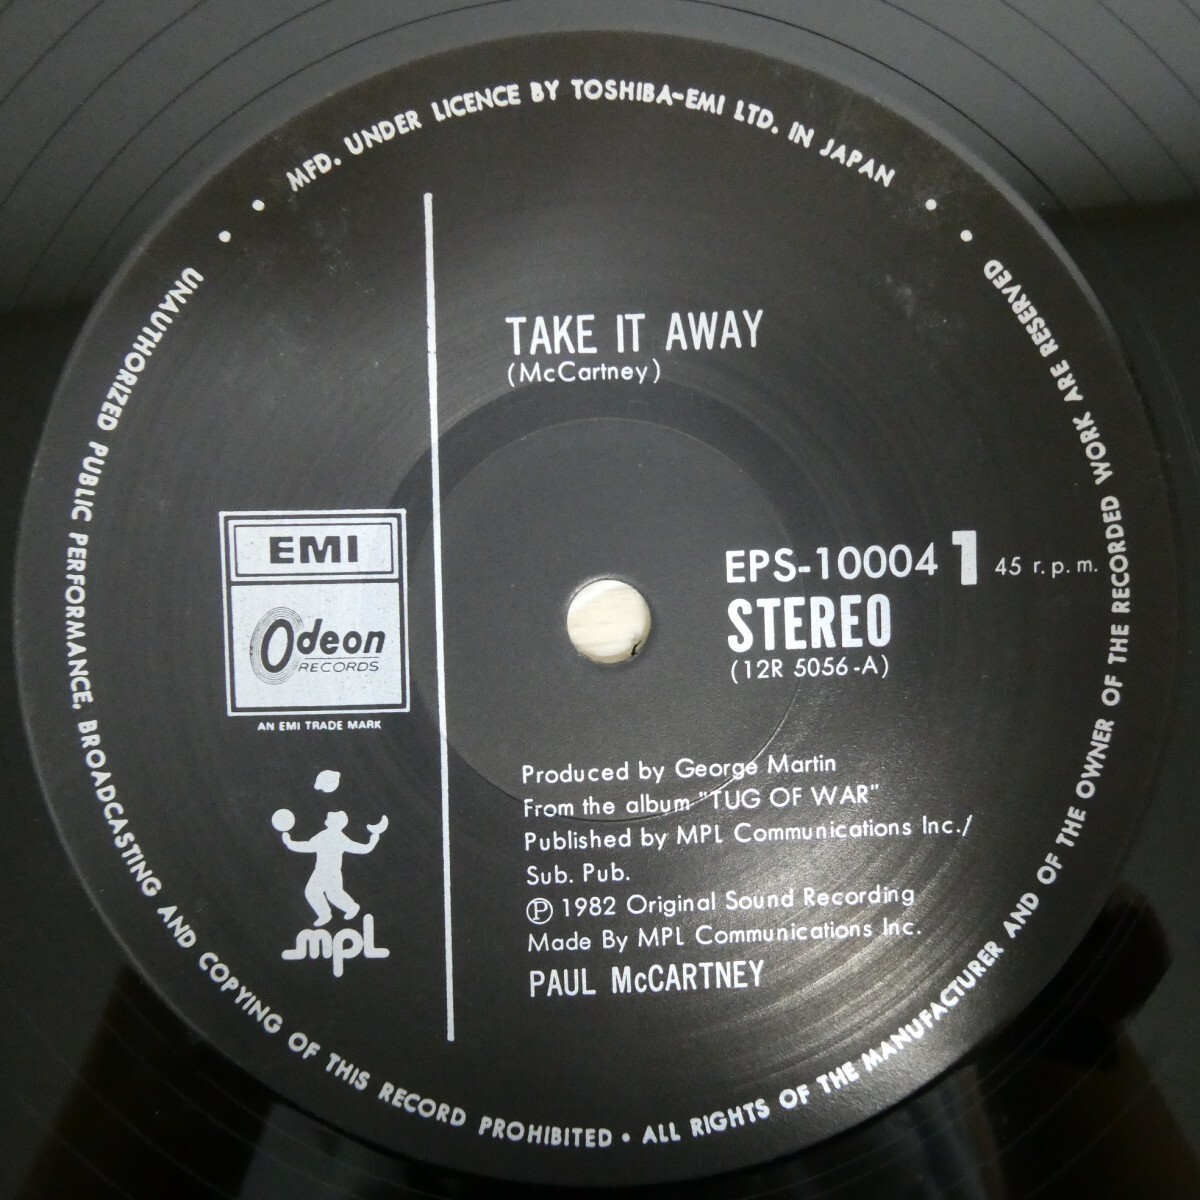 MFD. UNDER LICENCE BY TOSHIBA-EMI LTD. IN JAPAN
TAKE IT AWAY
(McCartney)
EMI
Odeon
RECORDS
AN EMI TRADE MARK
EPS-10004 1 45 r.p.m.
STEREO
(12R 5056-A)
mpl
Produced by George Martin
From the album "TUG OF WAR"
Published by MPL Communications Inc./
Sub. Pub.
Ⓟ 1982 Original Sound Recording
Made By MPL Communications Inc.
PAUL McCARTNEY
UNAUTHORIZED PUBLIC PERFORMANCE, BROADCASTING AND COPYING OF THIS RECORD PROHIBITED • ALL RIGHTS OF THE MANUFACTURER AND OF THE OWNER OF THE RECORDED WORK ARE RESERVED